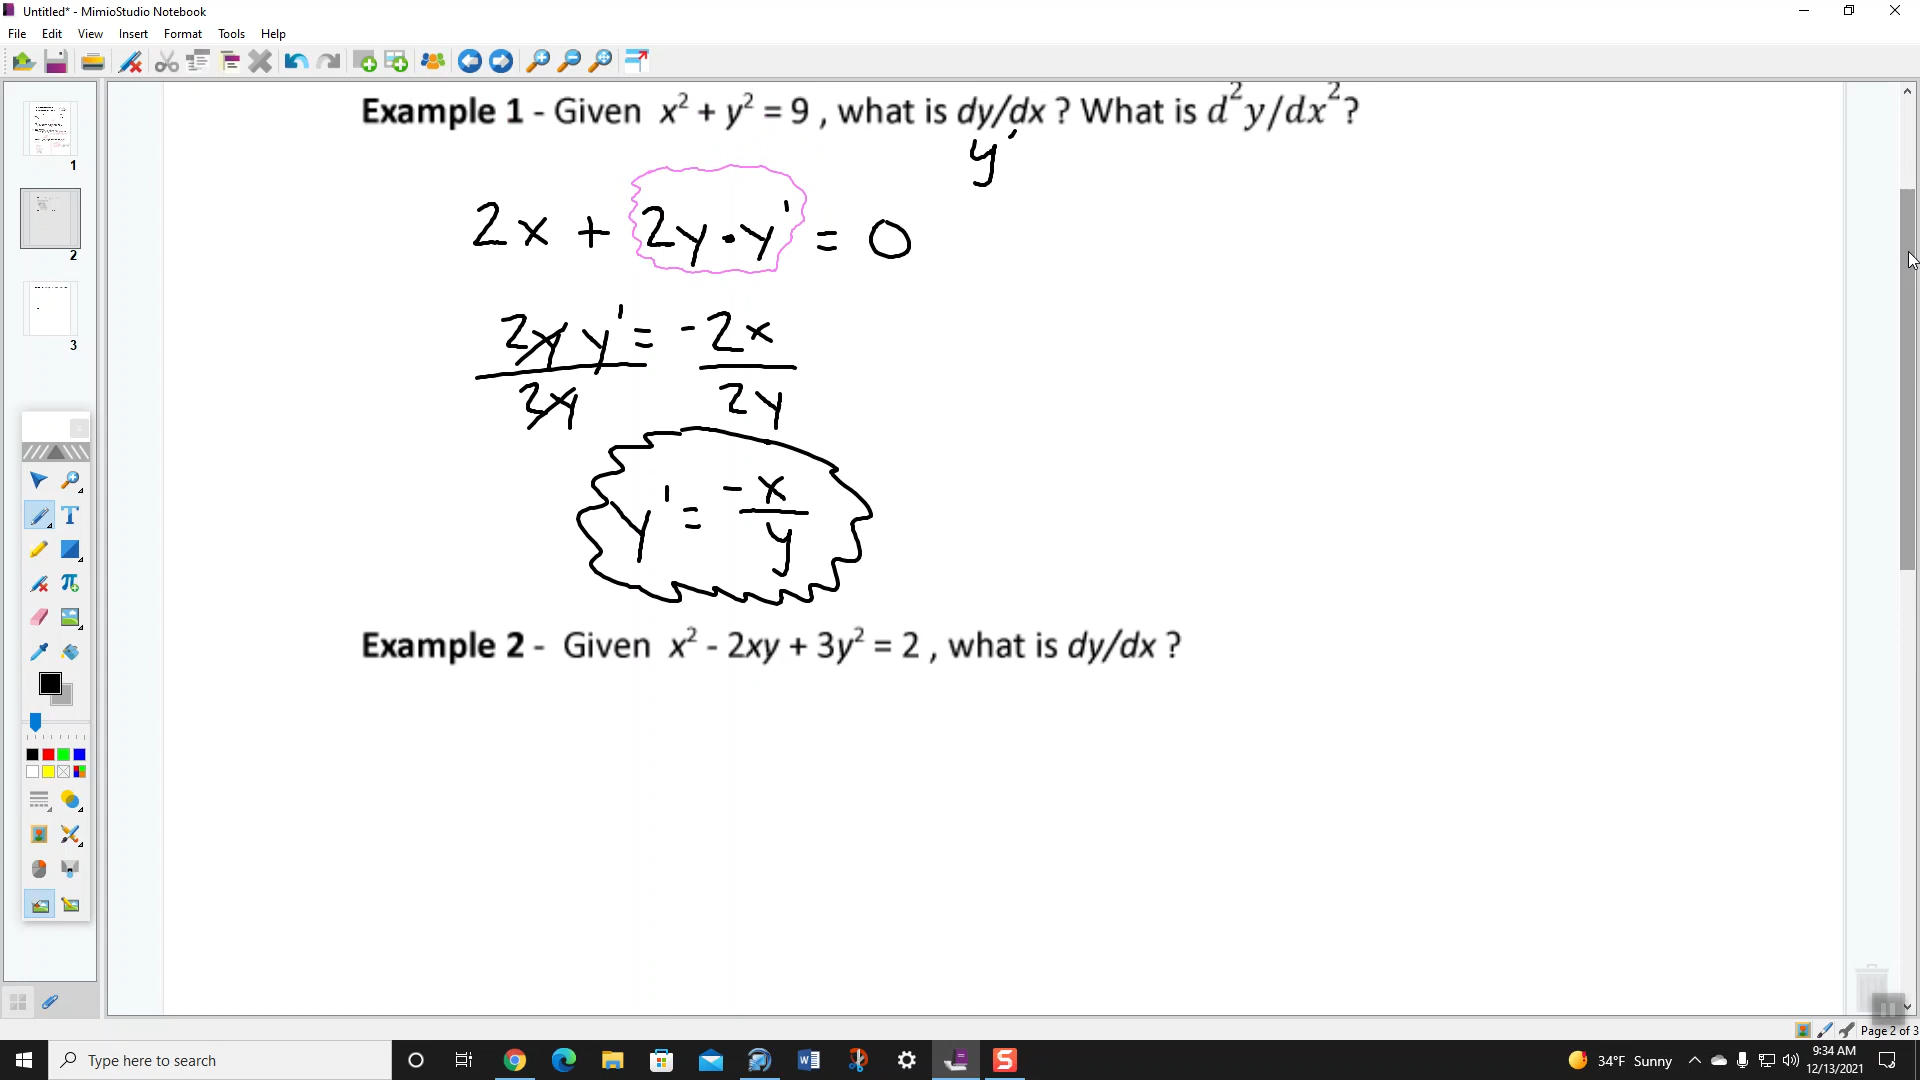 Untitled* - MimioStudio Notebook
File Edit View Insert Format Tools Help
Example 1 - Given x² + y² = 9 , what is dy/dx ? What is d²y/dx²?
y'
2x + 2y · y' = 0
2y y' = -2x
2y 2y
y' = -x
y
Example 2 - Given x² - 2xy + 3y² = 2 , what is dy/dx ?
1
2
3
T
π
Page 2 of 3
Type here to search
34°F Sunny
9:34 AM
12/13/2021